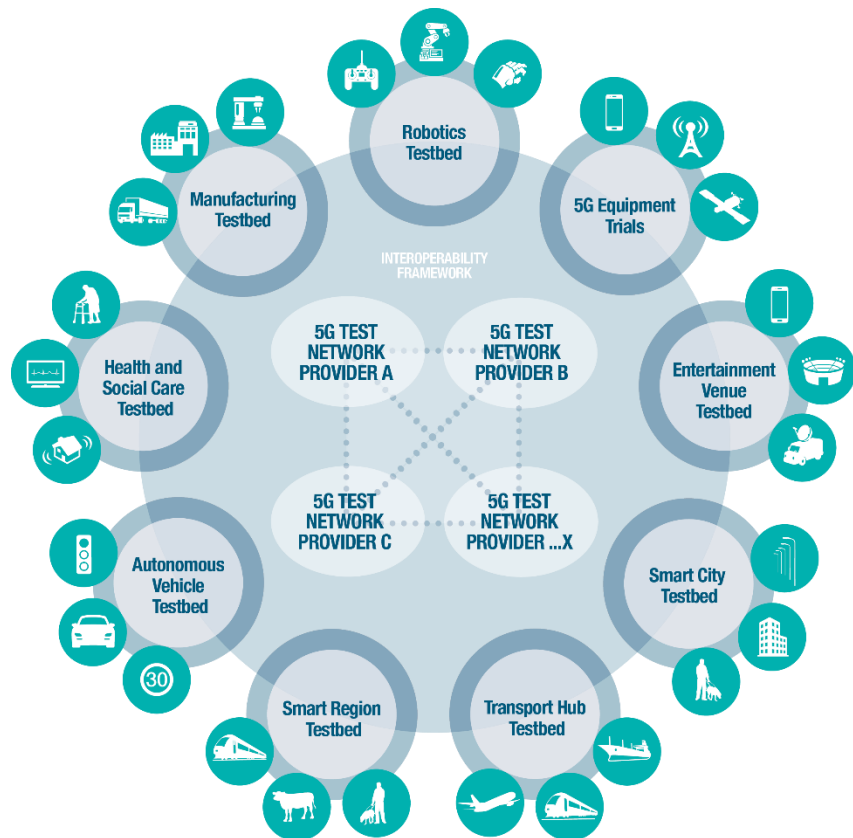 Robotics
Testbed
Manufacturing
Testbed
5G Equipment
Trials
INTEROPERABILITY
FRAMEWORK
5G TEST
NETWORK
PROVIDER A
5G TEST
NETWORK
PROVIDER B
Health and
Social Care
Testbed
Entertainment
Venue
Testbed
5G TEST
NETWORK
PROVIDER C
5G TEST
NETWORK
PROVIDER ...X
Autonomous
Vehicle
Testbed
Smart City
Testbed
30
Smart Region
Testbed
Transport Hub
Testbed